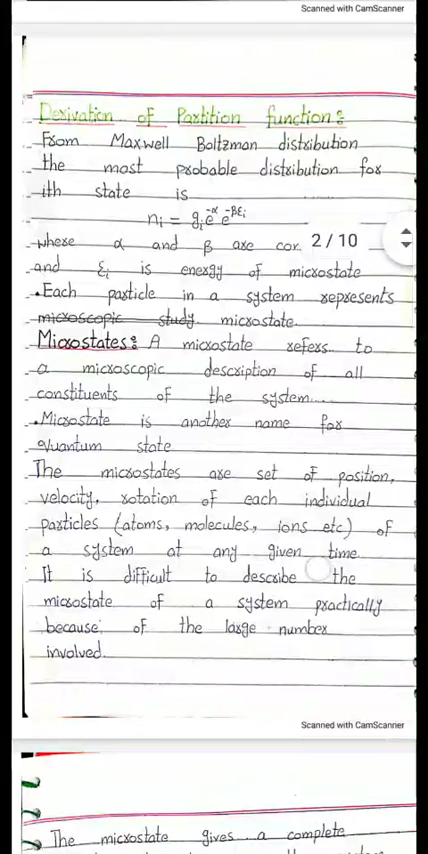 Scanned with CamScanner
Derivation of Partition function:
From Maxwell Boltzman distribution
the most probable distribution for
ith state is
ni = gi e^-α e^-βEi
where α and β are con
2/10
and Ei is energy of microstate
.Each particle in a system represents
microscopic study microstate.
Microstates: A microstate refers to
a microscopic description of all
constituents of the system...
.Microstate is another name for
Quantum state
The microstates are set of position,
velocity, rotation of each individual
particles (atoms, molecules, ions etc) of
a system at any given time.
It is difficult to describe the
microstate of a system practically
because of the large number
involved.
Scanned with CamScanner
The microstate gives a complete